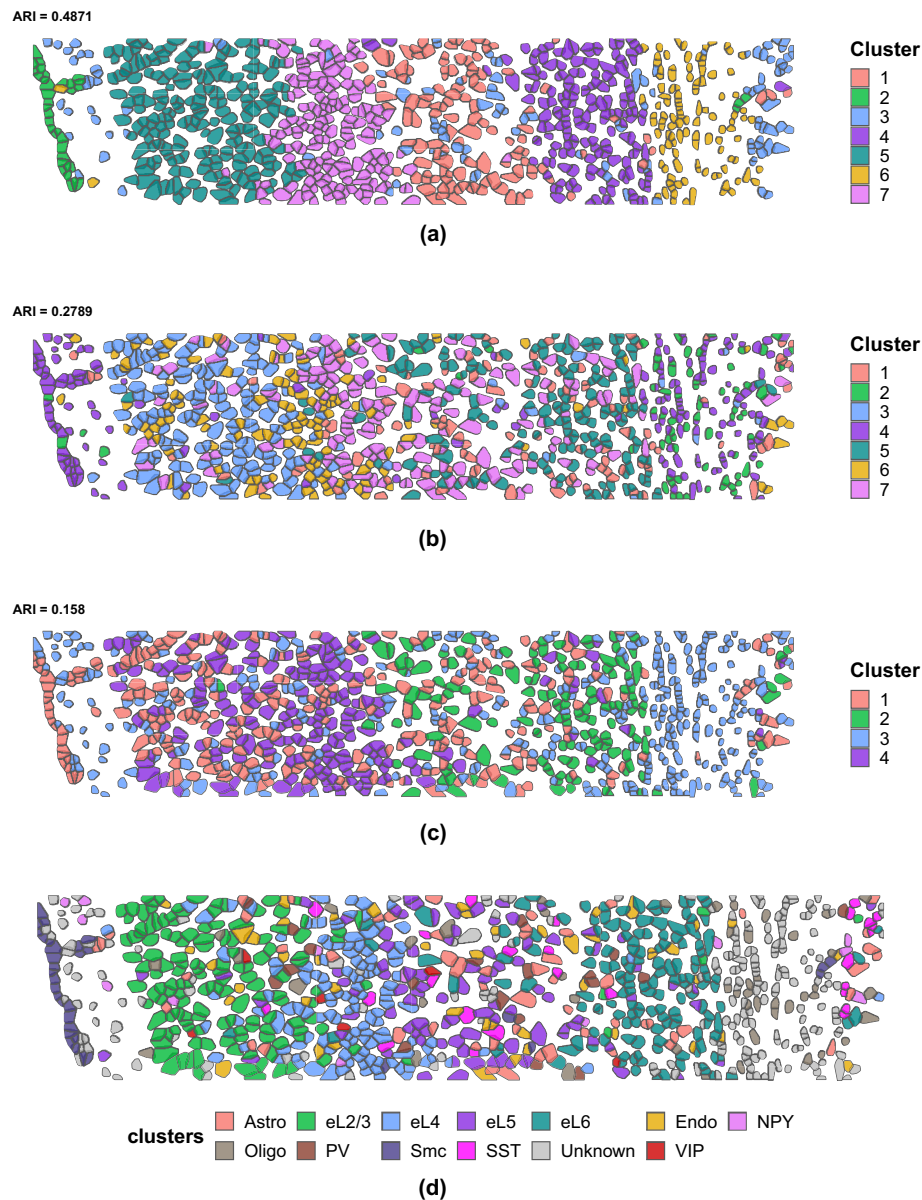 ARI = 0.4871
Cluster
1
2
3
4
5
6
7
(a)
ARI = 0.2789
Cluster
1
2
3
4
5
6
7
(b)
ARI = 0.158
Cluster
1
2
3
4
(c)
clusters
Astro eL2/3 eL4 eL5 eL6 Endo NPY
Oligo PV Smc SST Unknown VIP
(d)